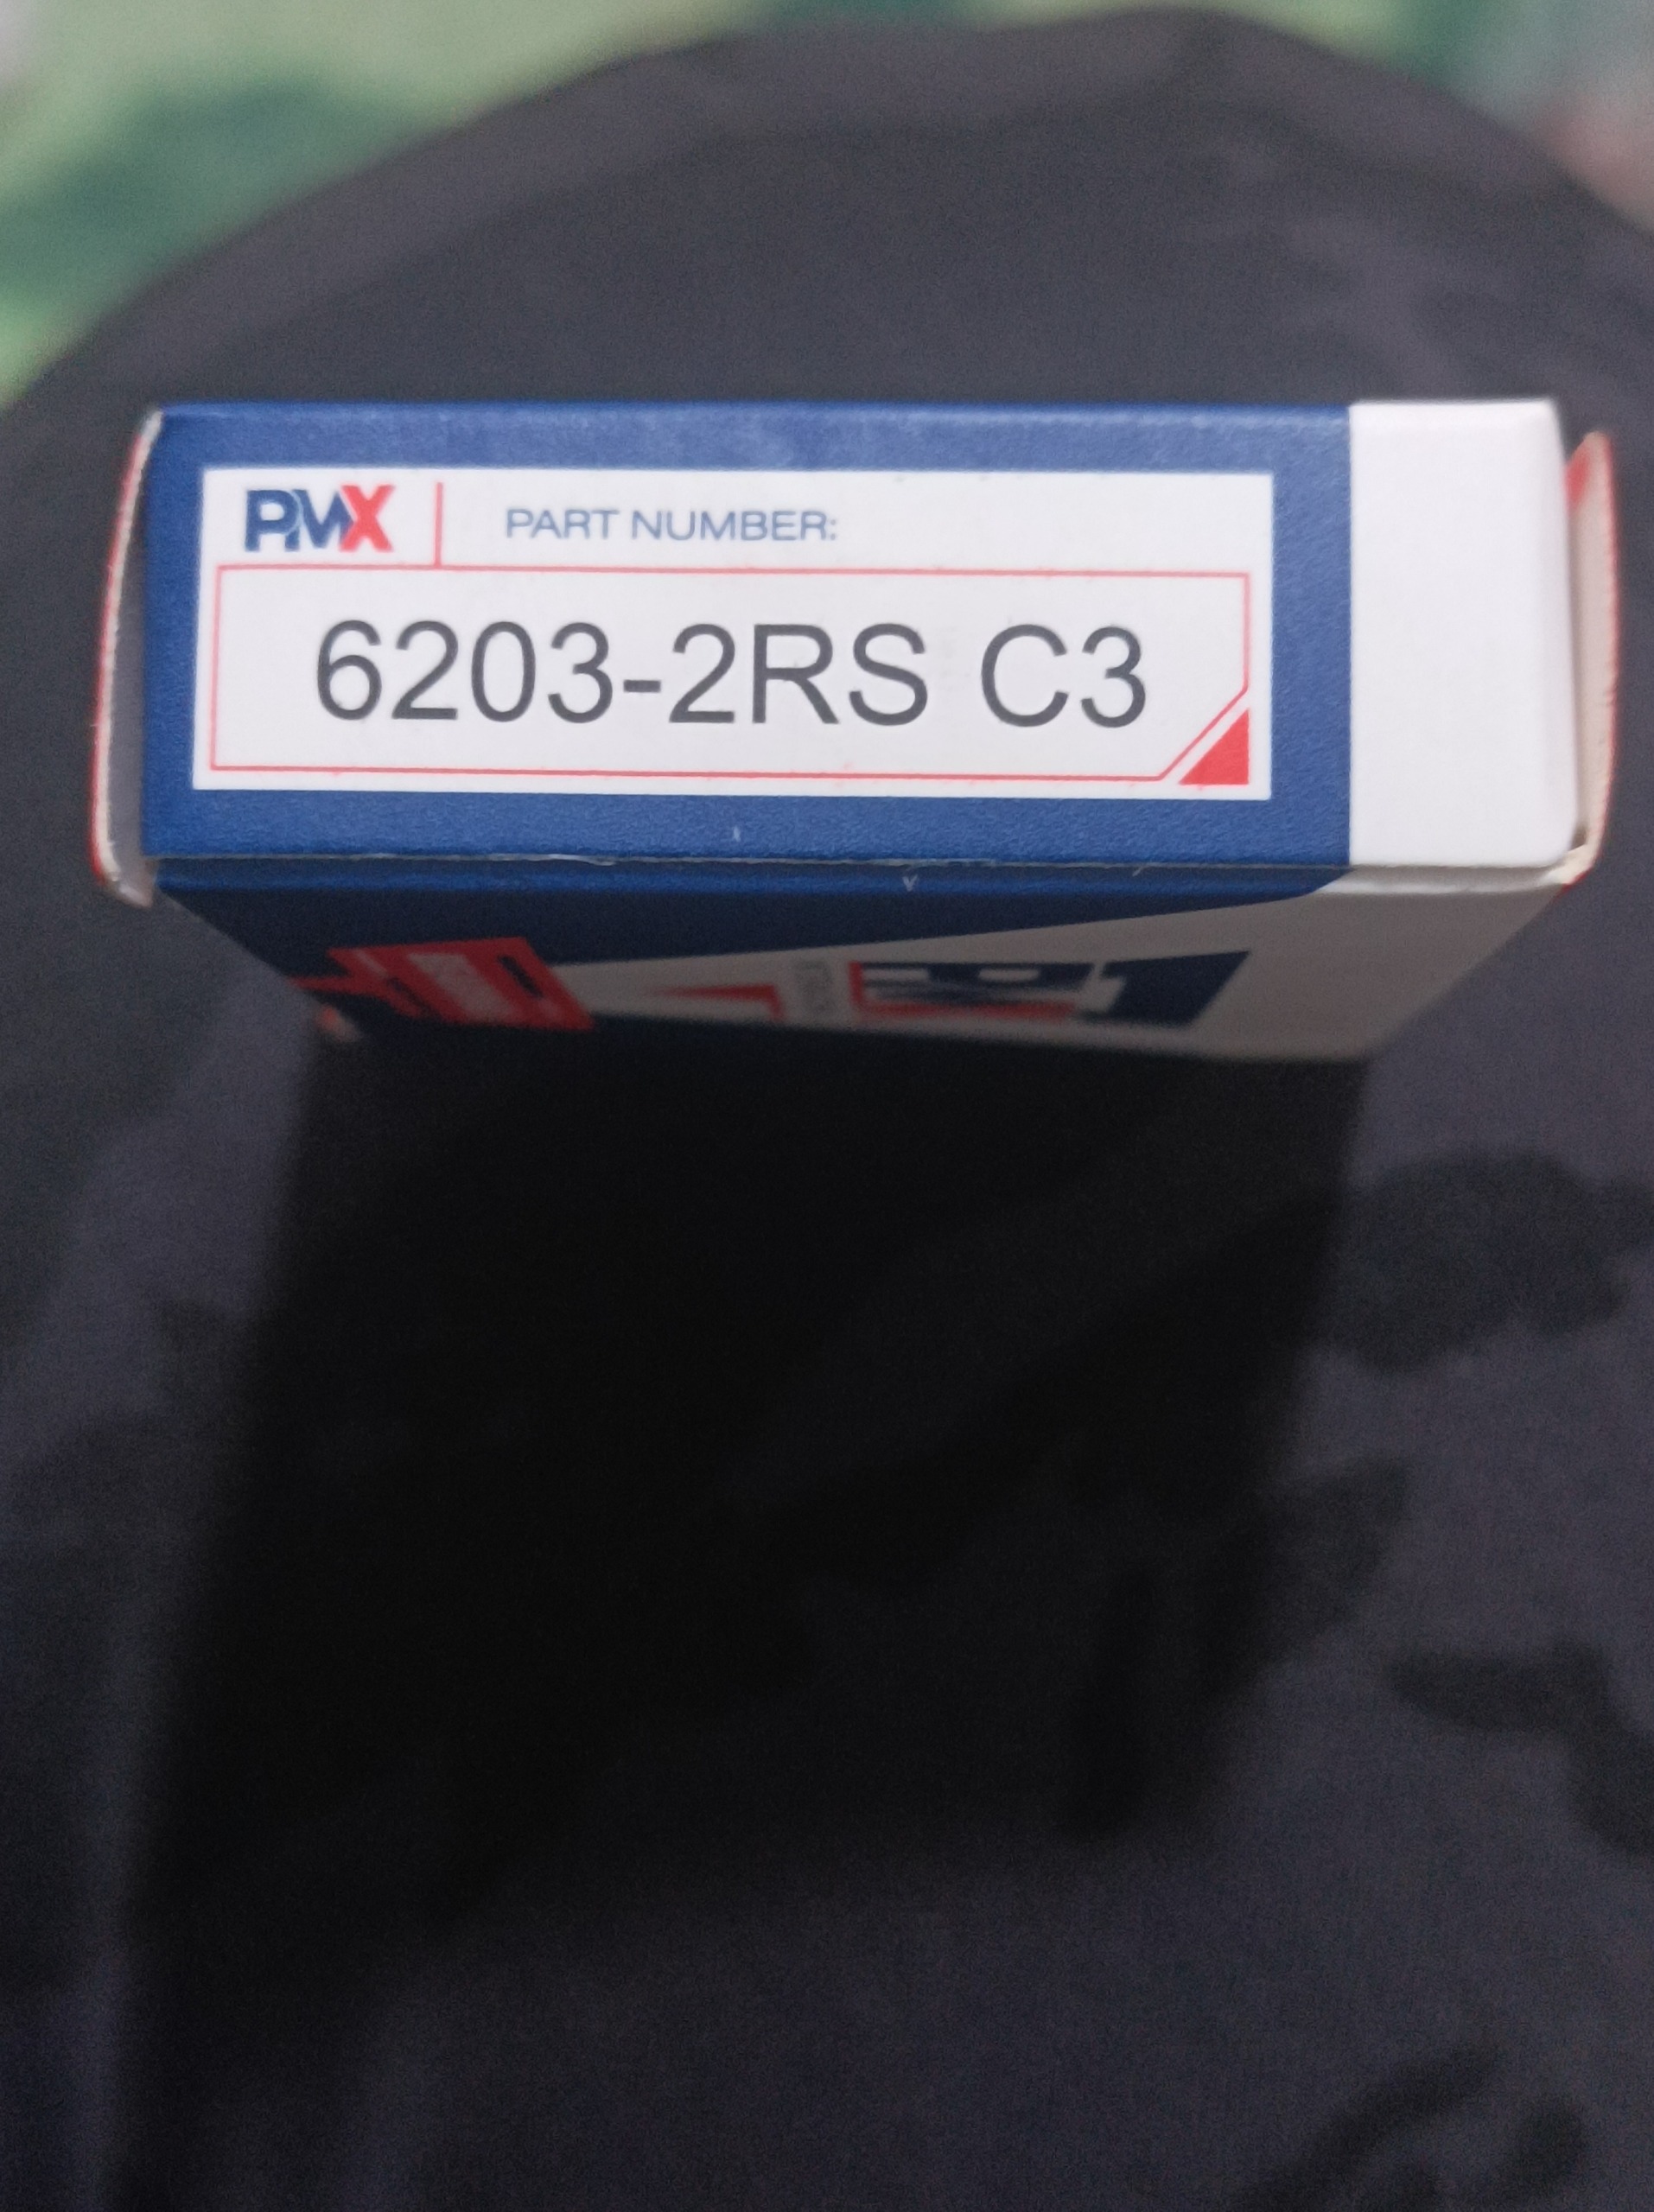 PMX PART NUMBER:
6203-2RS C3